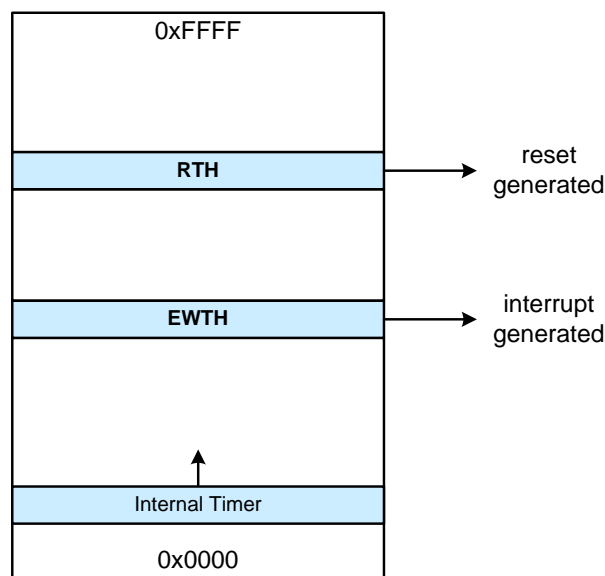 0xFFFF
RTH
reset
generated
EWTH
interrupt
generated
Internal Timer
0x0000